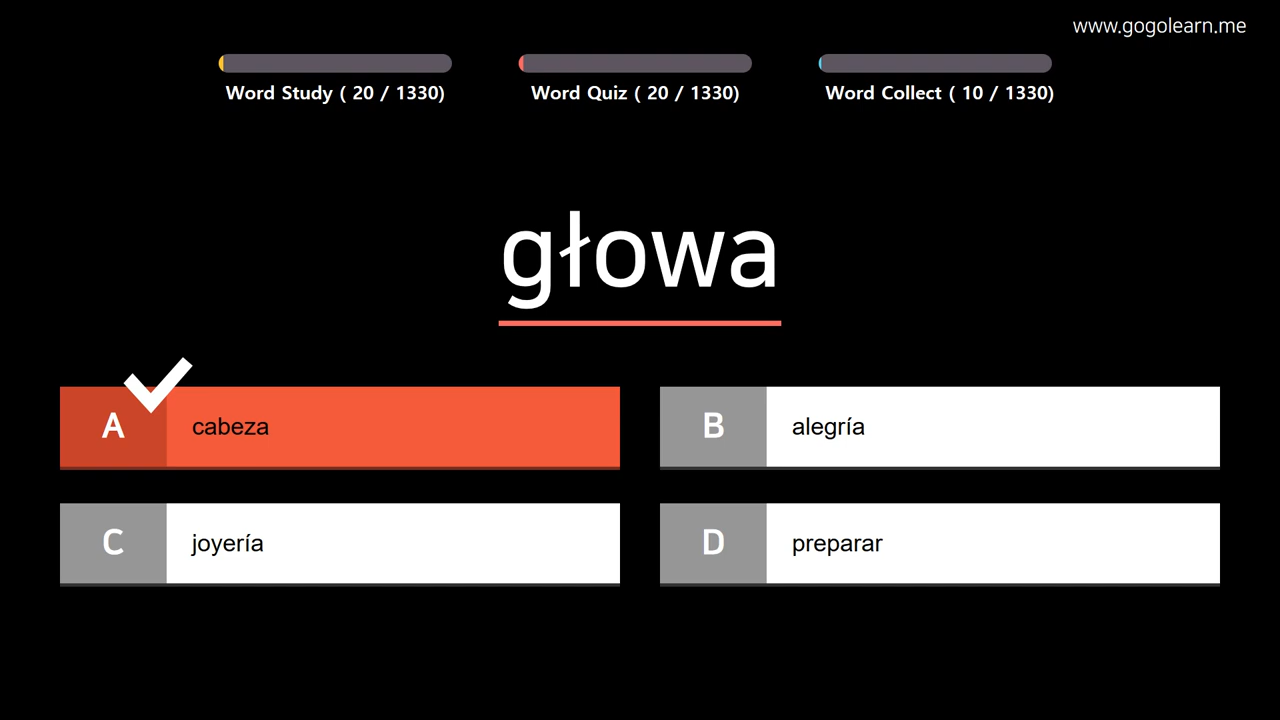 www.gogolearn.me
Word Study ( 20 / 1330)
Word Quiz ( 20 / 1330)
Word Collect ( 10 / 1330)
głowa
A
cabeza
B
alegría
C
joyería
D
preparar